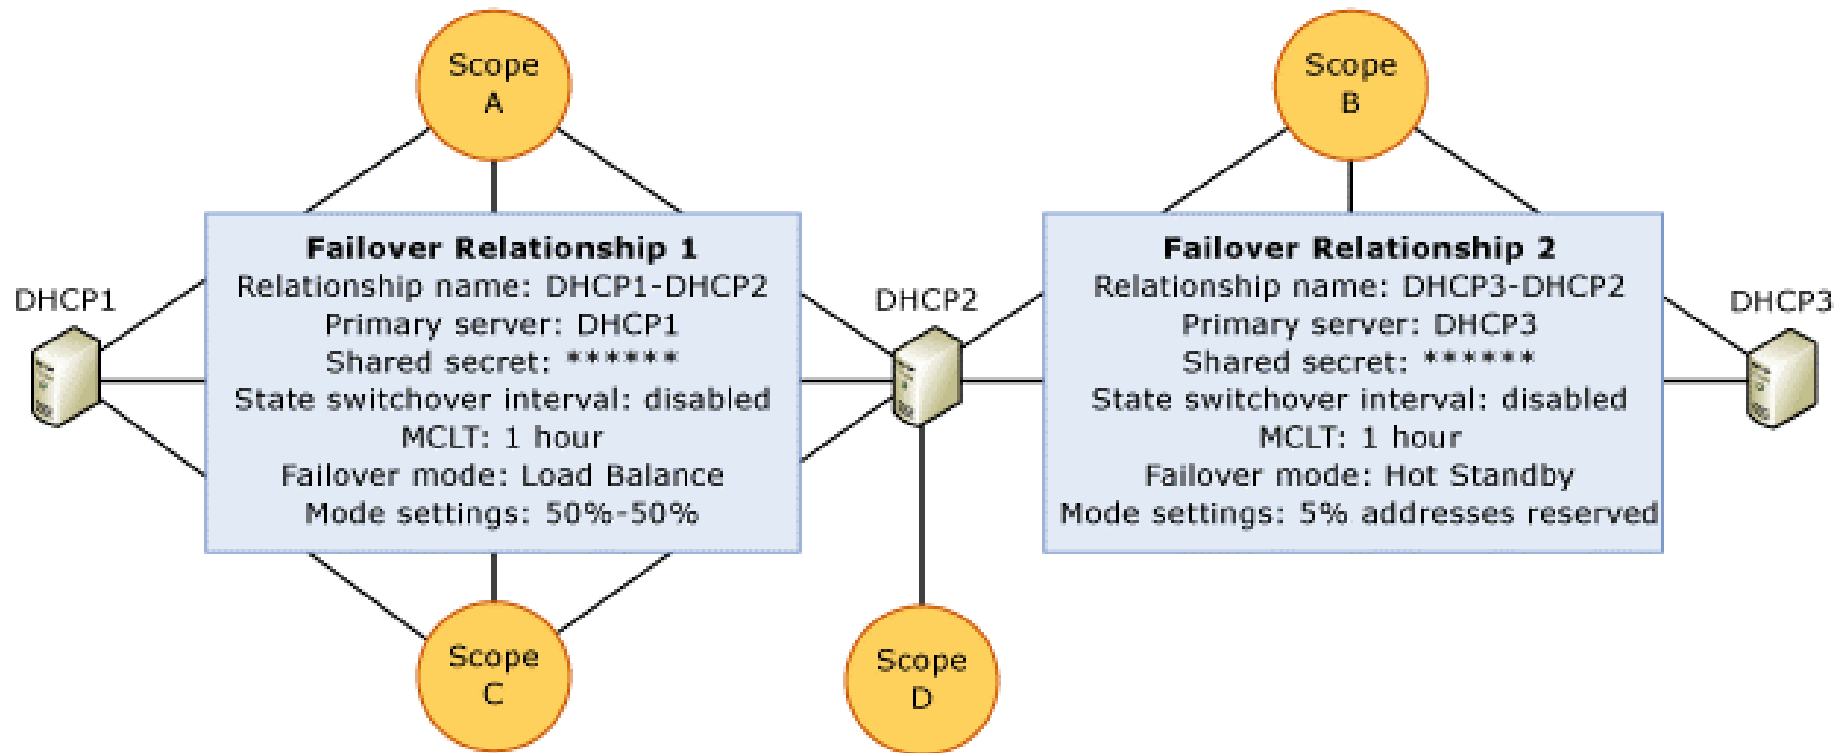 Scope
A
Scope
B
DHCP1
Failover Relationship 1
Relationship name: DHCP1-DHCP2
Primary server: DHCP1
Shared secret: ******
State switchover interval: disabled
MCLT: 1 hour
Failover mode: Load Balance
Mode settings: 50%-50%
DHCP2
Failover Relationship 2
Relationship name: DHCP3-DHCP2
Primary server: DHCP3
Shared secret: ******
State switchover interval: disabled
MCLT: 1 hour
Failover mode: Hot Standby
Mode settings: 5% addresses reserved
DHCP3
Scope
C
Scope
D